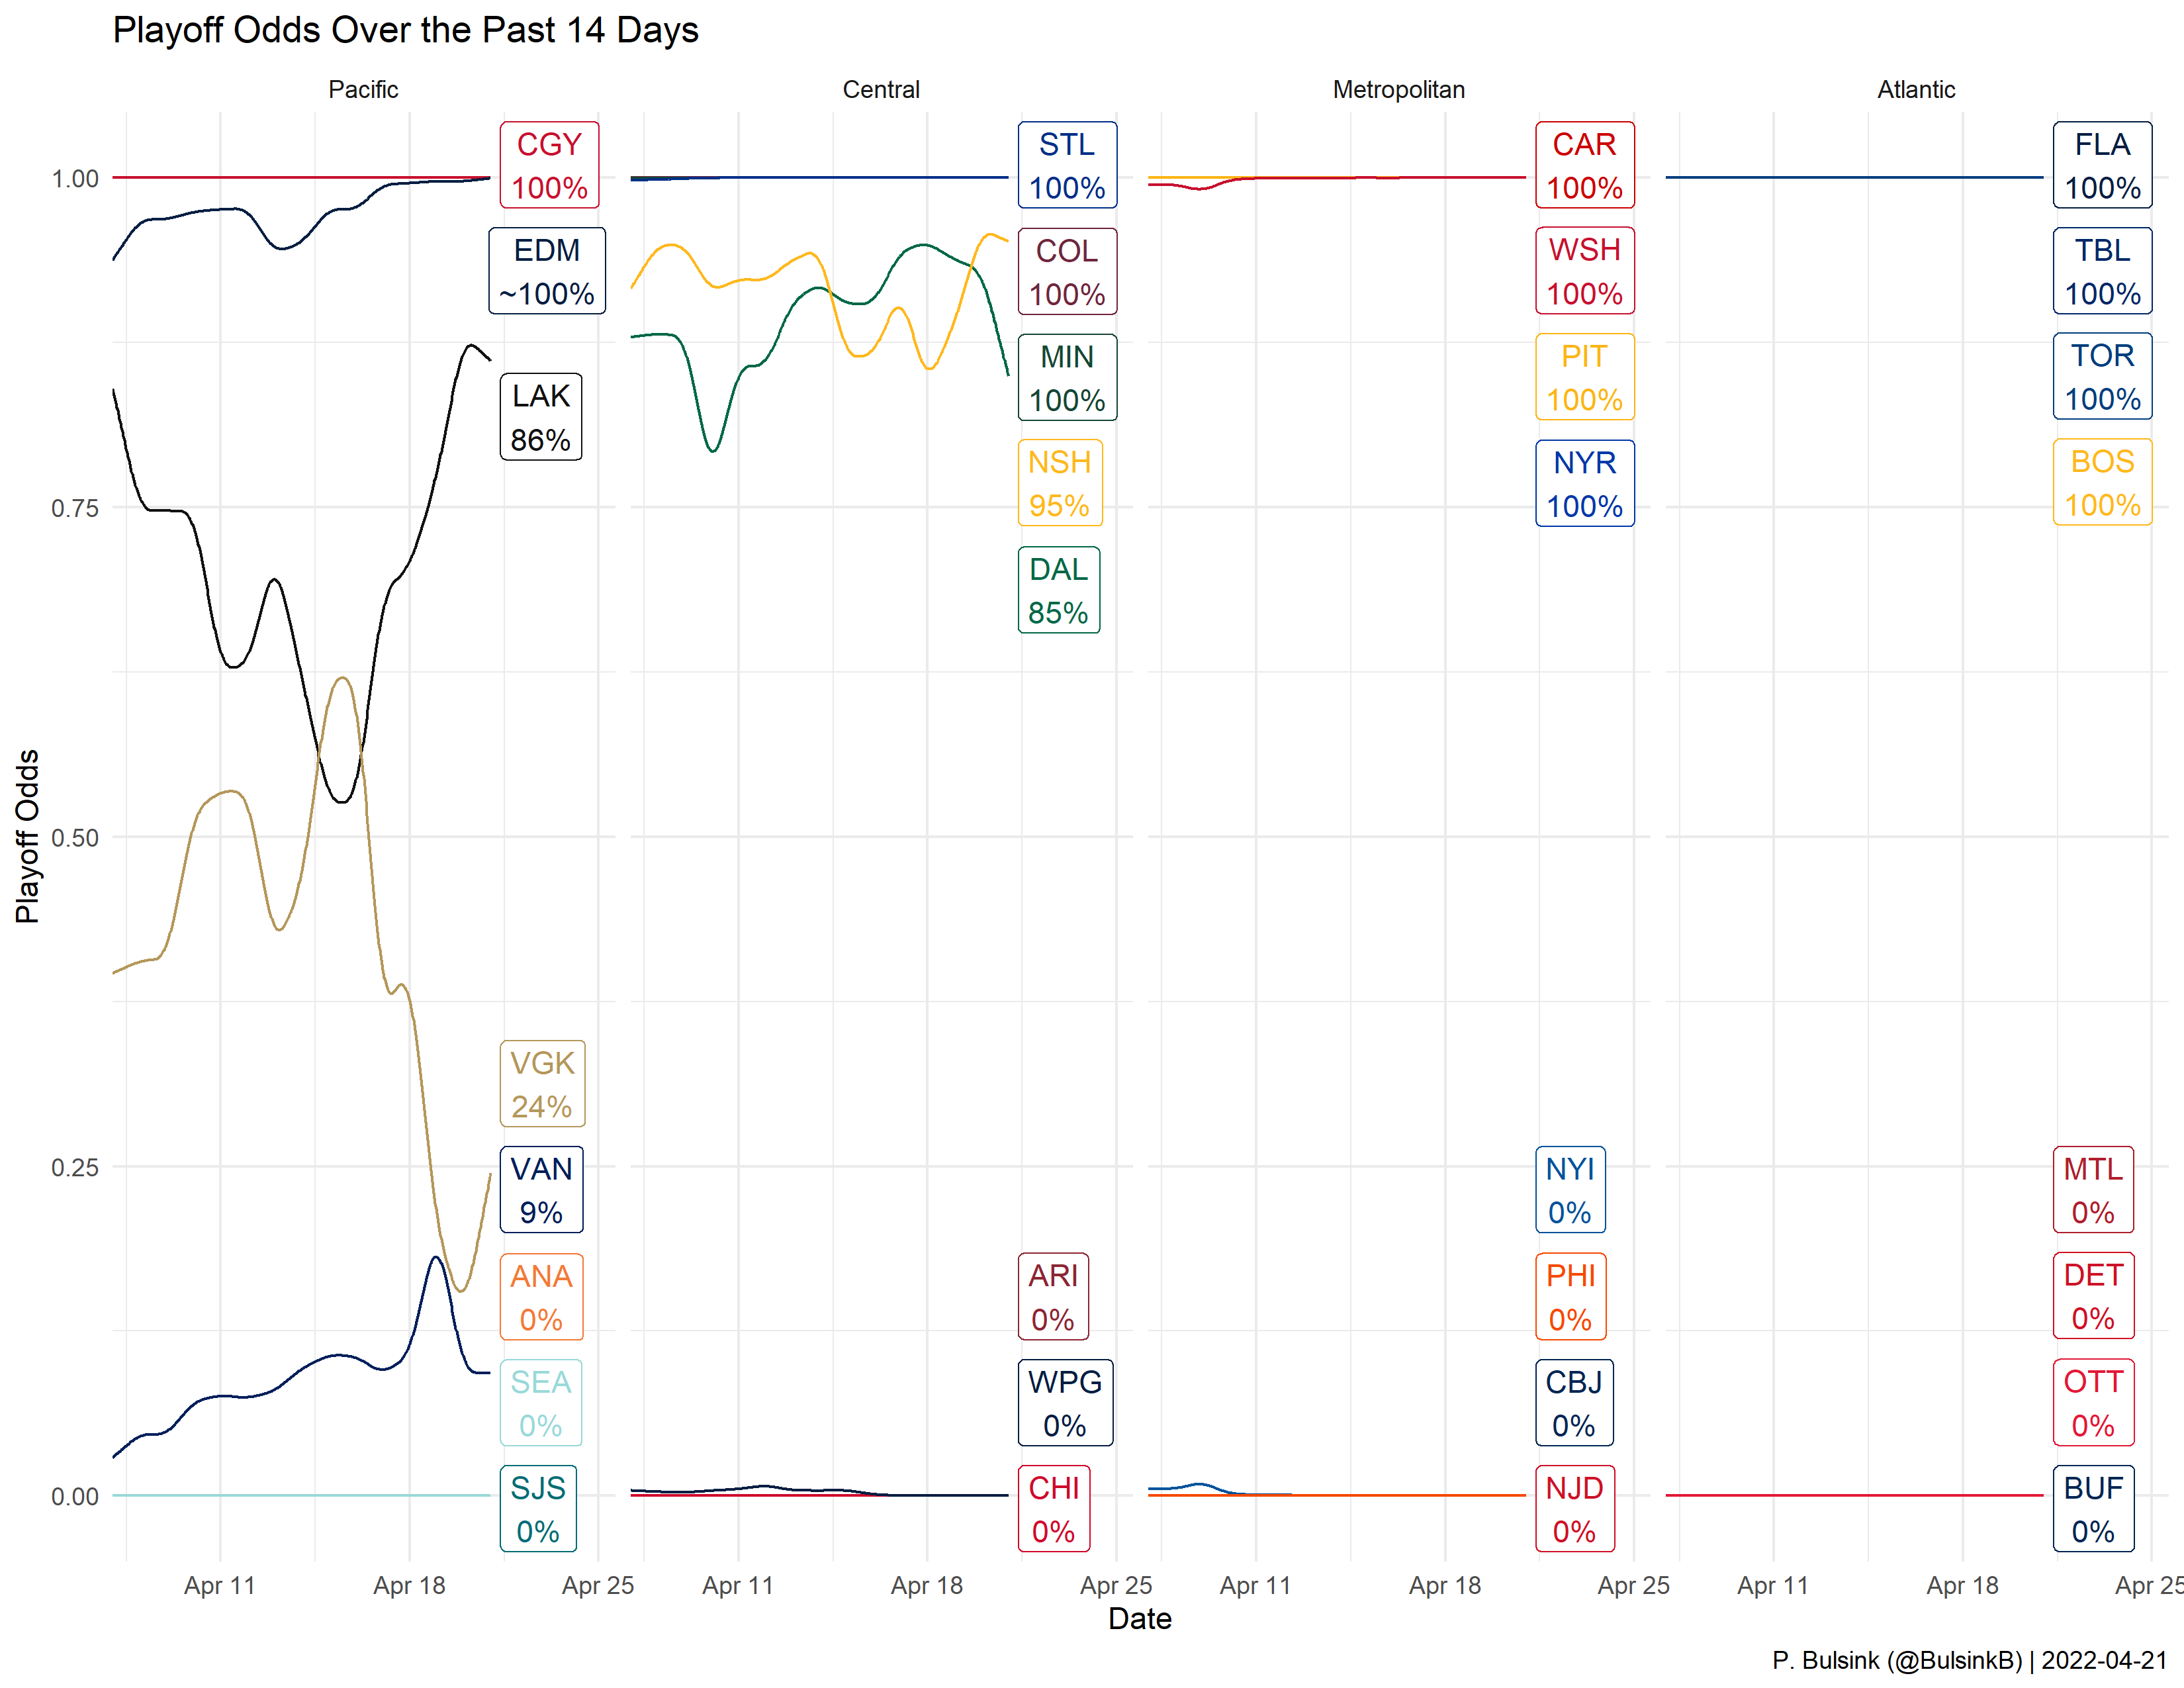 Playoff Odds Over the Past 14 Days
Pacific
Central
Metropolitan
Atlantic
Playoff Odds
1.00
0.75
0.50
0.25
0.00
CGY
100%
EDM
~100%
LAK
86%
VGK
24%
VAN
9%
ANA
0%
SEA
0%
SJS
0%
STL
100%
COL
100%
MIN
100%
NSH
95%
DAL
85%
ARI
0%
WPG
0%
CHI
0%
CAR
100%
WSH
100%
PIT
100%
NYR
100%
NYI
0%
PHI
0%
CBJ
0%
NJD
0%
FLA
100%
TBL
100%
TOR
100%
BOS
100%
MTL
0%
DET
0%
OTT
0%
BUF
0%
Apr 11
Apr 18
Apr 25
Apr 11
Apr 18
Apr 25
Apr 11
Apr 18
Apr 25
Apr 11
Apr 18
Apr 25
Date
P. Bulsink (@BulsinkB) | 2022-04-21